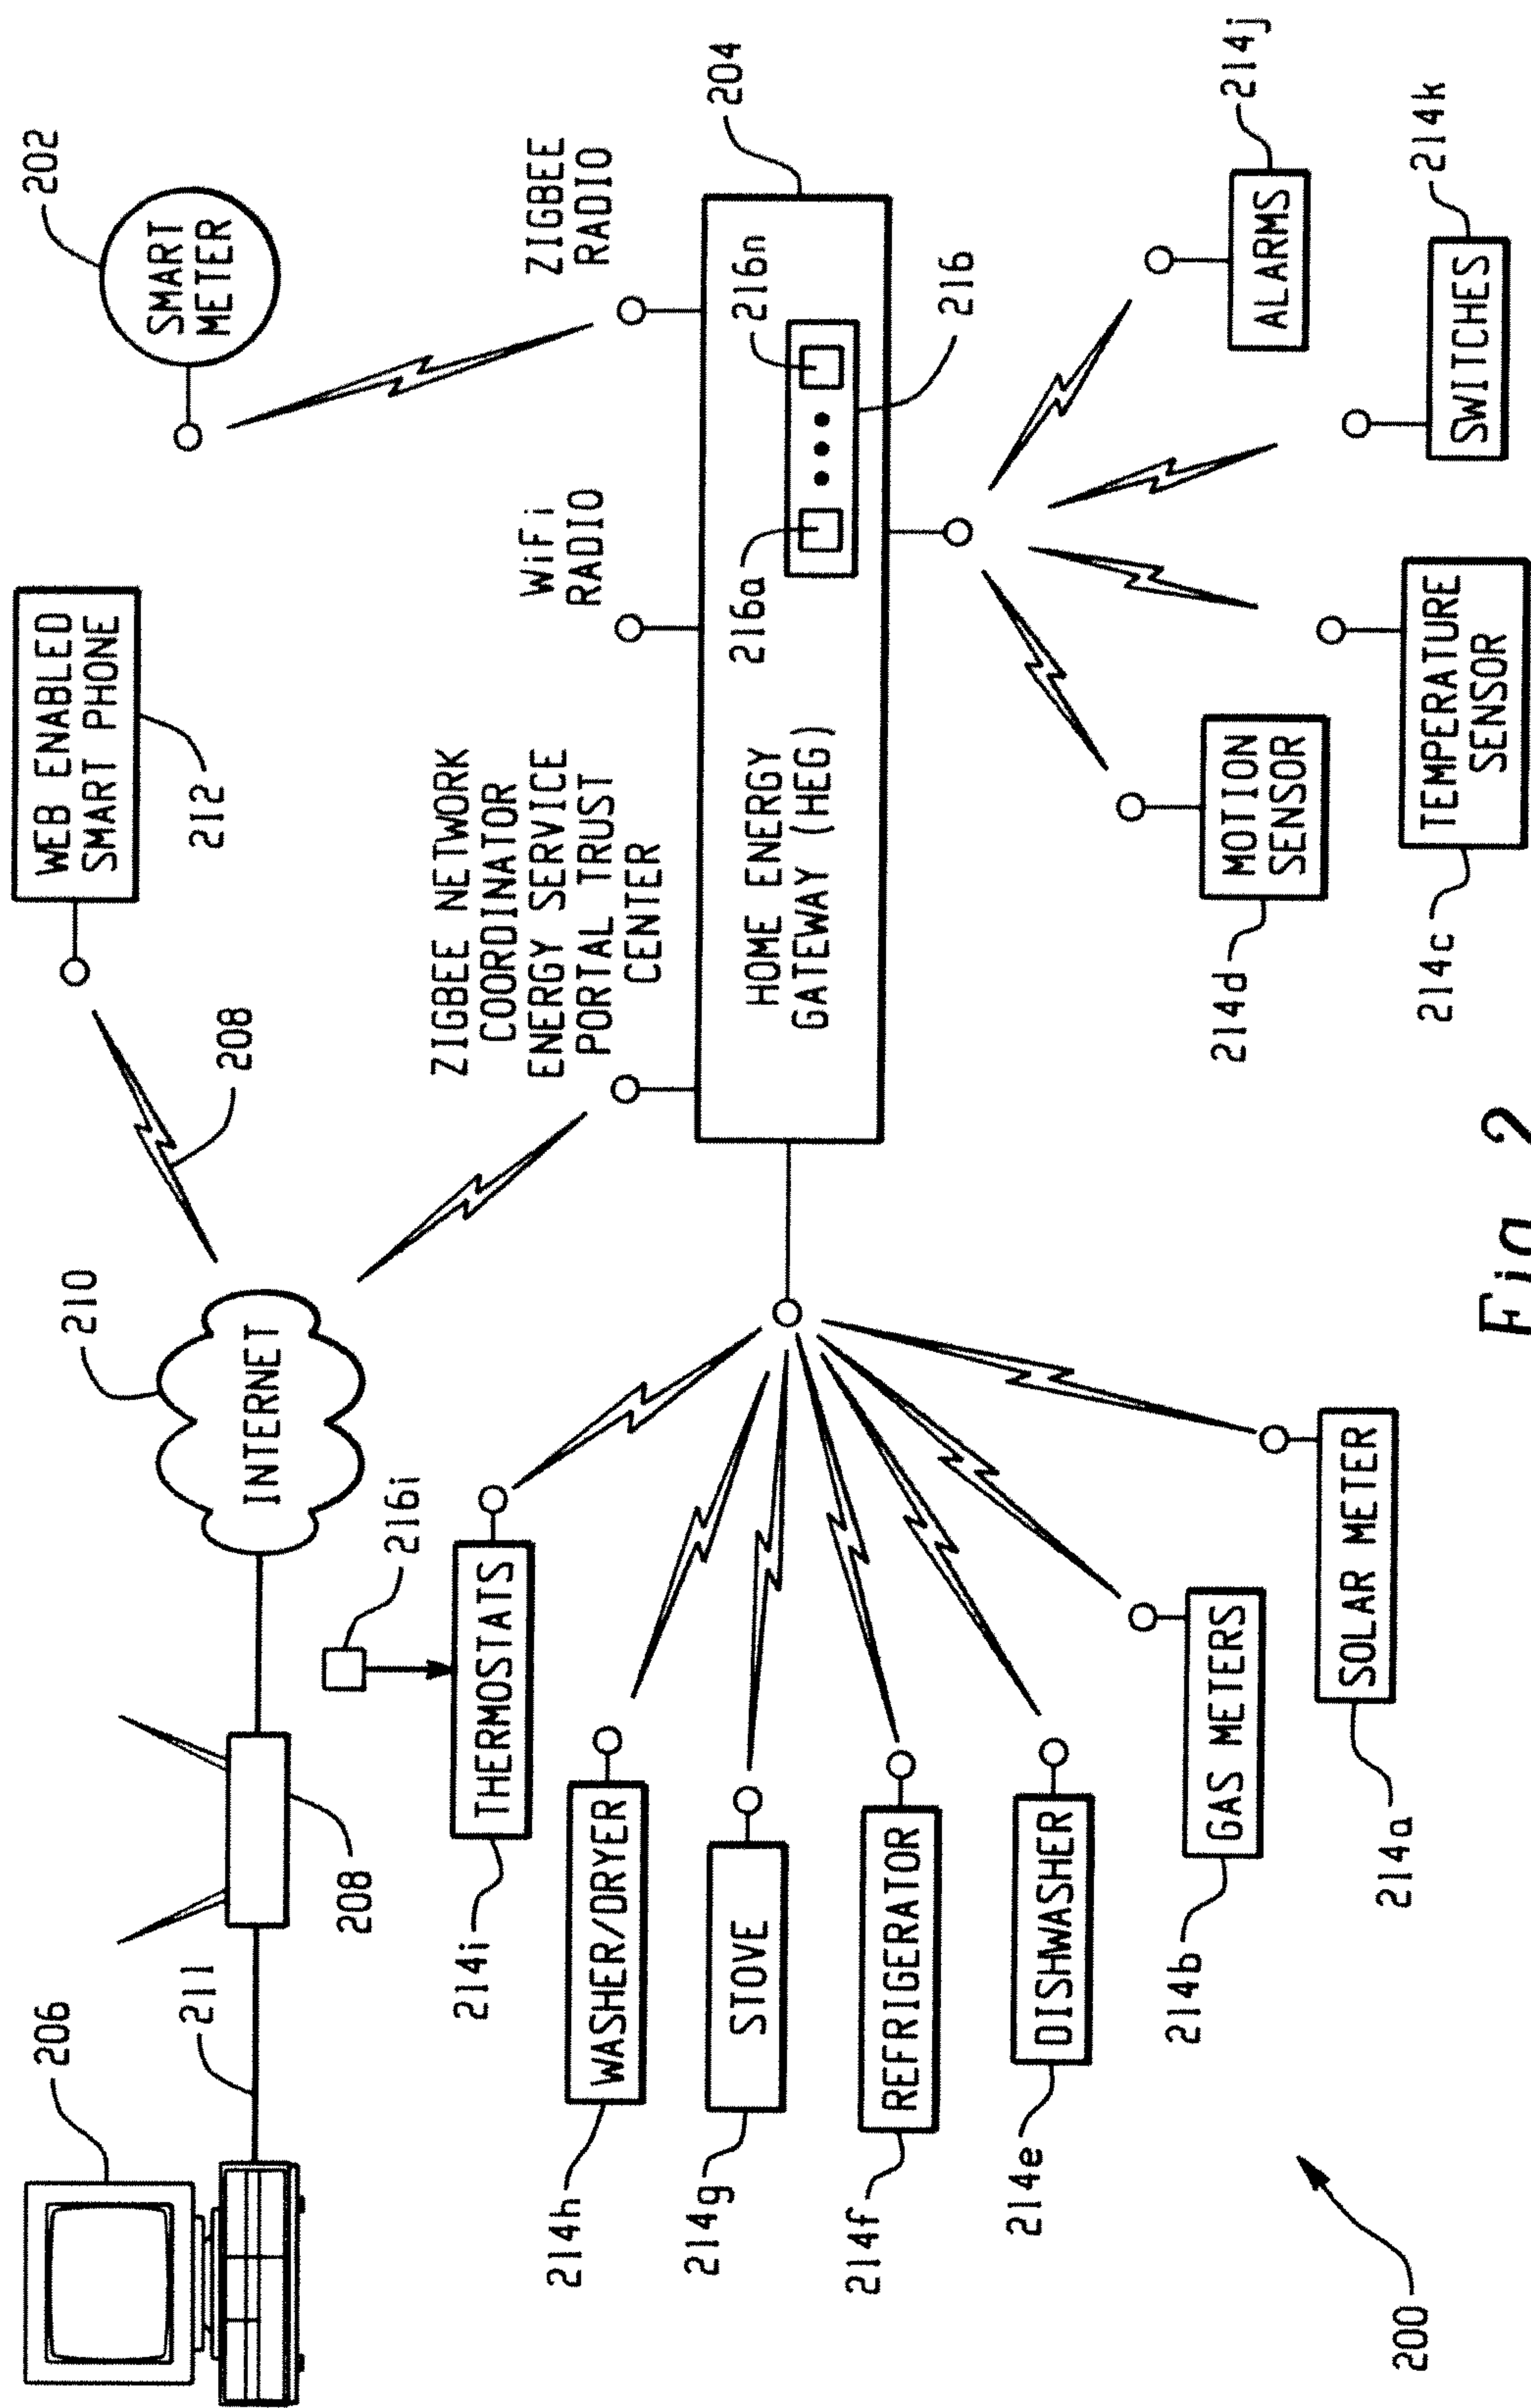 206
211
208
210
INTERNET
208
WEB ENABLED
SMART PHONE
212
202
SMART
METER
216i
THERMOSTATS
214i
WASHER/DRYER
214h
STOVE
214g
REFRIGERATOR
214f
DISHWASHER
214e
GAS METERS
214b
SOLAR METER
214a
ZIGBEE NETWORK
COORDINATOR
ENERGY SERVICE
PORTAL TRUST
CENTER
WiFi
RADIO
ZIGBEE
RADIO
204
HOME ENERGY
GATEWAY (HEG)
216a
216n
216
MOTION
SENSOR
214d
TEMPERATURE
SENSOR
214c
ALARMS
214j
SWITCHES
214k
200
Fig. 2